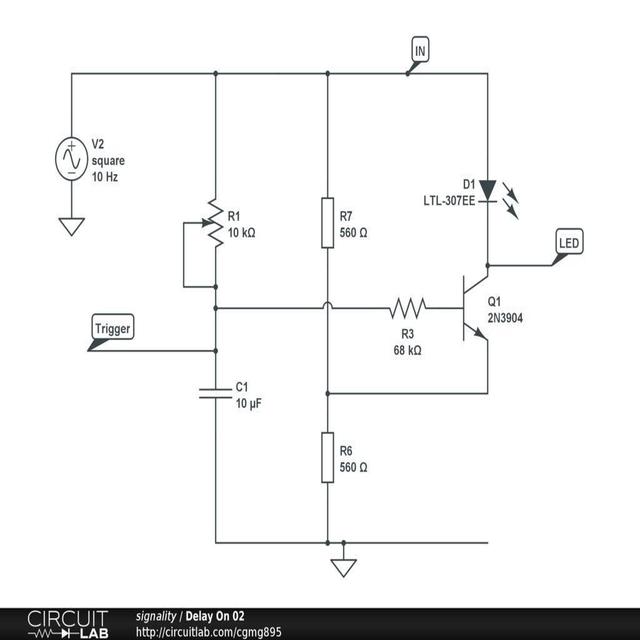 IN
V2
square
10 Hz
D1
LTL-307EE
R1
10 kΩ
R7
560 Ω
LED
Q1
2N3904
Trigger
R3
68 kΩ
C1
10 µF
R6
560 Ω
CIRCUIT
LAB
signality / Delay On 02
http://circuitlab.com/cgmg895